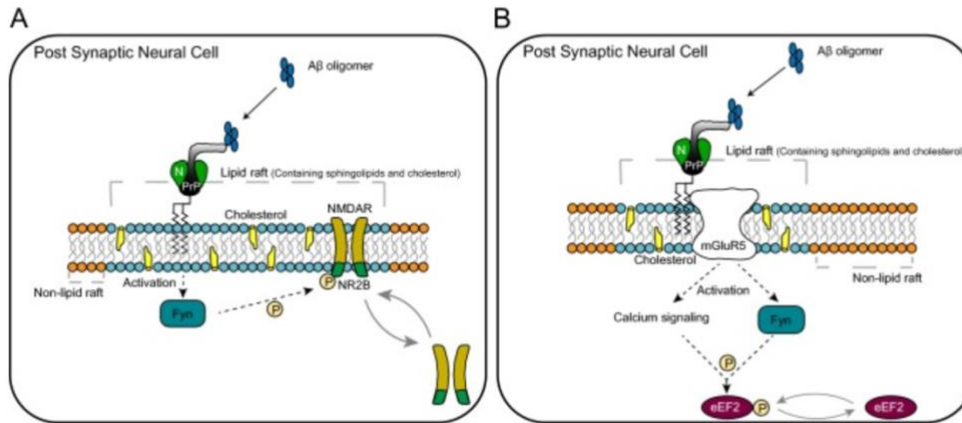 A
Post Synaptic Neural Cell
Aβ oligomer
N
PrP
Lipid raft (Containing sphingolipids and cholesterol)
Cholesterol
NMDAR
Activation
P
NR2B
Non-lipid raft
Fyn
P
B
Post Synaptic Neural Cell
Aβ oligomer
N
PrP
Lipid raft (Containing sphingolipids and cholesterol)
mGluR5
Cholesterol
Non-lipid raft
Activation
Calcium signaling
Fyn
P
eEF2
P
eEF2